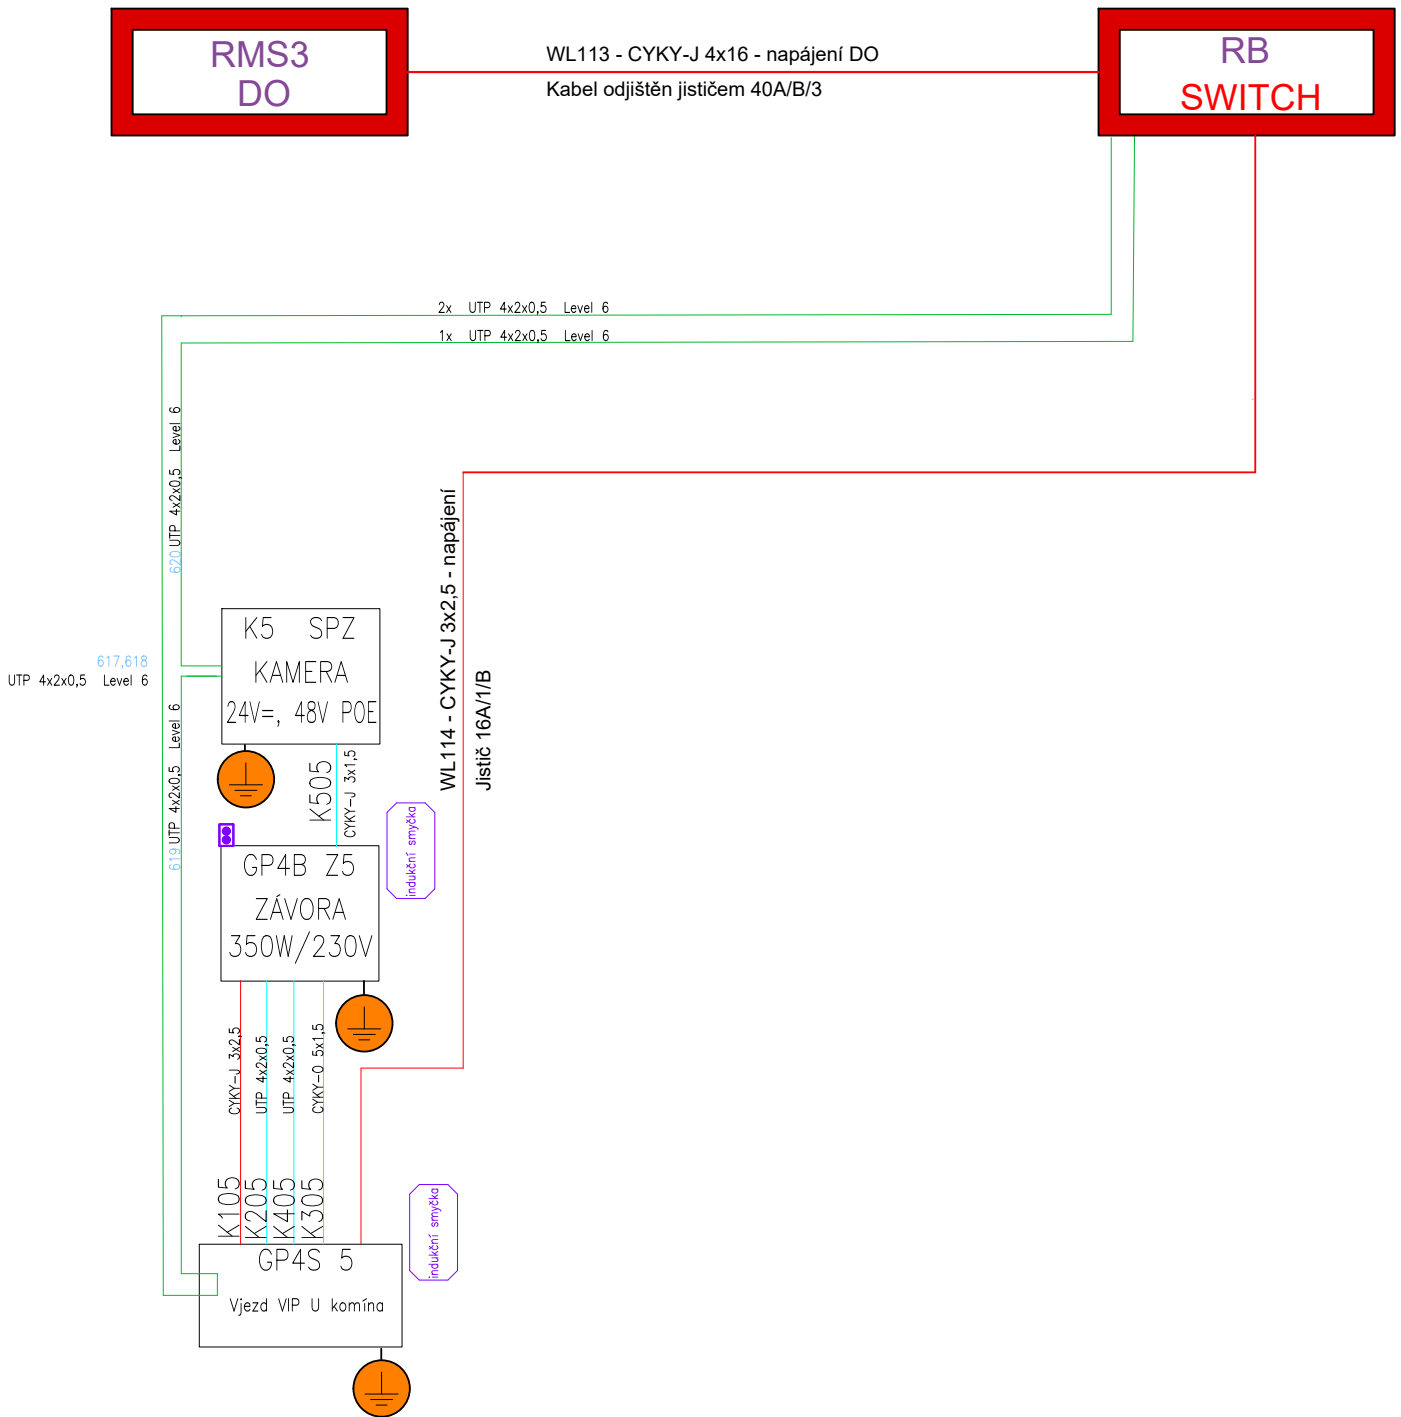 RMS3
DO
WL113 - CYKY-J 4x16 - napájení DO
Kabel odjištěn jističem 40A/B/3
RB
SWITCH
2x UTP 4x2x0,5 Level 6
1x UTP 4x2x0,5 Level 6
620 UTP 4x2x0,5 Level 6
617,618
UTP 4x2x0,5 Level 6
K5 SPZ
KAMERA
24V=, 48V POE
WL114 - CYKY-J 3x2,5 - napájení
Jistič 16A/1/B
619 UTP 4x2x0,5 Level 6
K505
CYKY-J 3x1,5
indukční smyčka
GP4B Z5
ZÁVORA
350W/230V
CYKY-J 3x2,5
UTP 4x2x0,5
UTP 4x2x0,5
CYKY-O 5x1,5
K105
K205
K405
K305
indukční smyčka
GP4S 5
Vjezd VIP U komína